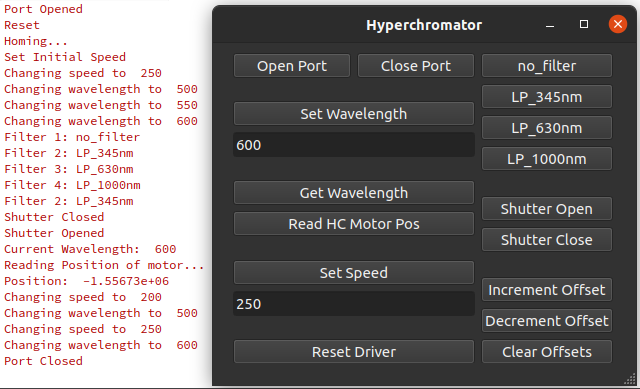 Port Opened
Reset
Homing...
Set Initial Speed
Changing speed to  250
Changing wavelength to  500
Changing wavelength to  550
Changing wavelength to  600
Filter 1: no_filter
Filter 2: LP_345nm
Filter 3: LP_630nm
Filter 4: LP_1000nm
Filter 2: LP_345nm
Shutter Closed
Shutter Opened
Current Wavelength:  600
Reading Position of motor...
Position:  -1.55673e+06
Changing speed to  200
Changing wavelength to  500
Changing speed to  250
Changing wavelength to  600
Port Closed
Hyperchromator
Open Port
Close Port
no_filter
LP_345nm
Set Wavelength
LP_630nm
600
LP_1000nm
Get Wavelength
Shutter Open
Read HC Motor Pos
Shutter Close
Set Speed
Increment Offset
250
Decrement Offset
Reset Driver
Clear Offsets